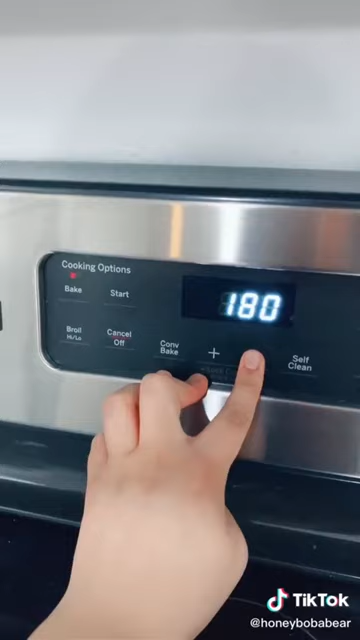 Cooking Options
180
Bake
Start
Broil
Hi/Lo
Cancel
Off
Conv
Bake
+
Self
Clean
TikTok
@honeybobabear